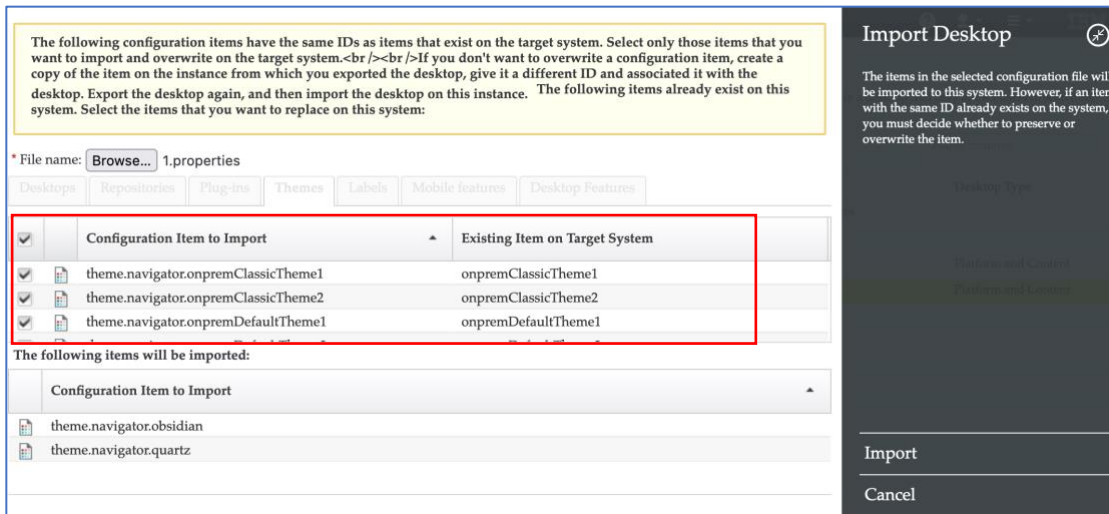 The following configuration items have the same IDs as items that exist on the target system. Select only those items that you
want to import and overwrite on the target system.<br /><br />If you don't want to overwrite a configuration item, create a
copy of the item on the instance from which you exported the desktop, give it a different ID and associated it with the
desktop. Export the desktop again, and then import the desktop on this instance. The following items already exist on this
system. Select the items that you want to replace on this system:
* File name: Browse... 1.properties
Desktops Repositories Plug-ins Themes Labels Mobile features Desktop Features
Configuration Item to Import Existing Item on Target System
theme.navigator.onpremClassicTheme1 onpremClassicTheme1
theme.navigator.onpremClassicTheme2 onpremClassicTheme2
theme.navigator.onpremDefaultTheme1 onpremDefaultTheme1
The following items will be imported:
Configuration Item to Import
theme.navigator.obsidian
theme.navigator.quartz
Import Desktop
The items in the selected configuration file will
be imported to this system. However, if an item
with the same ID already exists on the system,
you must decide whether to preserve or
overwrite the item.
Desktop Type
Platform and Content
Platform and Content
Import
Cancel